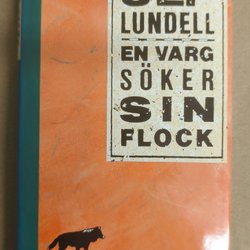 LUNDELL
EN VARG
SÖKER
SIN
FLOCK